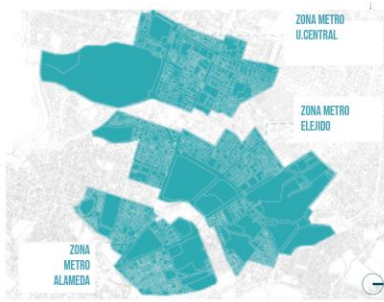 ZONA METRO
U.CENTRAL
ZONA METRO
ELEJIDO
ZONA
METRO
ALAMEDA